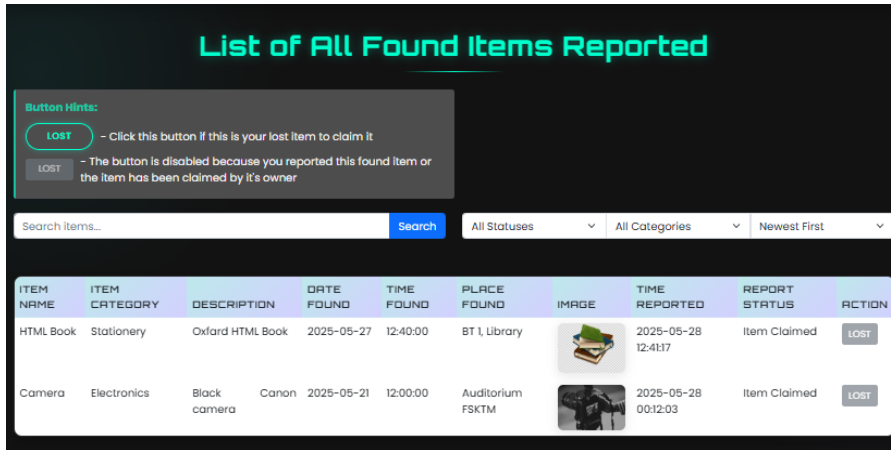 List of All Found Items Reported
Button Hints:
LOST - Click this button if this is your lost item to claim it
LOST - The button is disabled because you reported this found item or
the item has been claimed by it's owner
Search items... Search All Statuses All Categories Newest First
ITEM NAME ITEM CATEGORY DESCRIPTION DATE FOUND TIME FOUND PLACE FOUND IMAGE TIME REPORTED REPORT STATUS ACTION
HTML Book Stationery Oxfard HTML Book 2025-05-27 12:40:00 BT 1, Library 2025-05-28 12:41:17 Item Claimed LOST
Camera Electronics Black Canon camera 2025-05-21 12:00:00 Auditorium FSKTM 2025-05-28 00:12:03 Item Claimed LOST